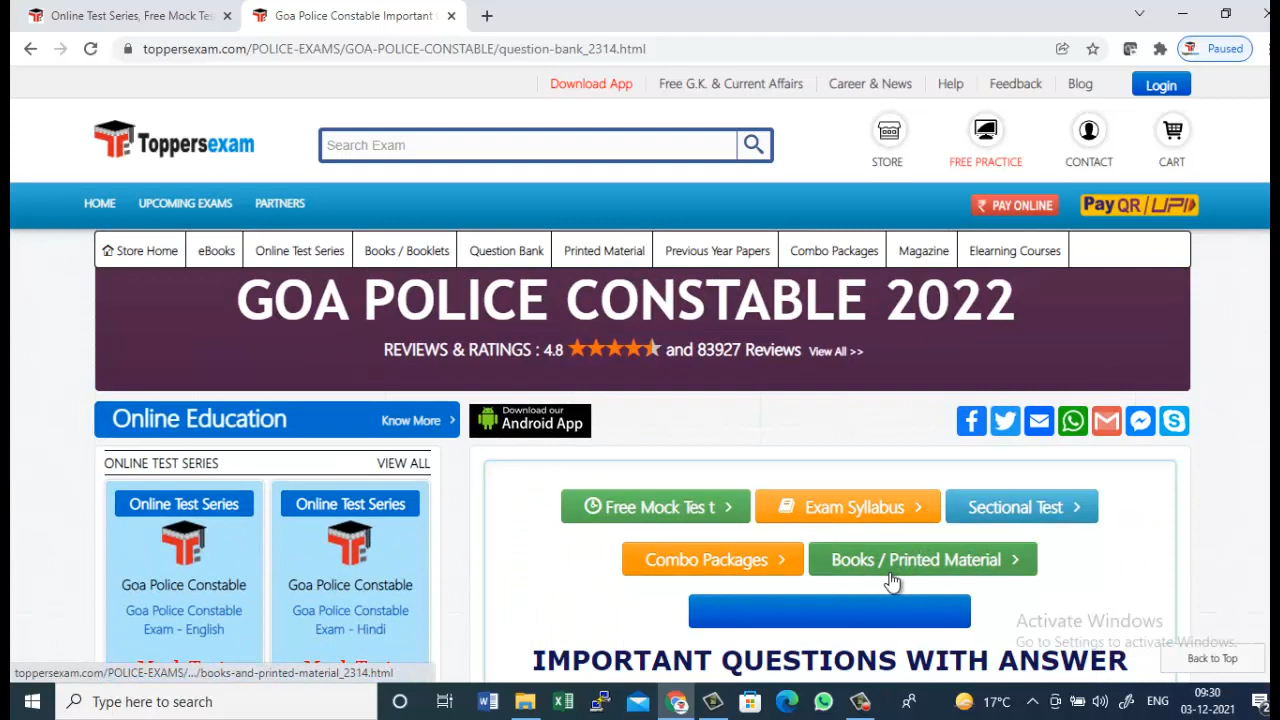 Online Test Series, Free Mock Tes
Goa Police Constable Important
toppersexam.com/POLICE-EXAMS/GOA-POLICE-CONSTABLE/question-bank_2314.html
Paused
Download App
Free G.K. & Current Affairs
Career & News
Help
Feedback
Blog
Login
Toppersexam
Search Exam
STORE
FREE PRACTICE
CONTACT
CART
HOME
UPCOMING EXAMS
PARTNERS
₹ PAY ONLINE
Pay QR/UPI
Store Home
eBooks
Online Test Series
Books / Booklets
Question Bank
Printed Material
Previous Year Papers
Combo Packages
Magazine
Elearning Courses
GOA POLICE CONSTABLE 2022
REVIEWS & RATINGS : 4.8 and 83927 Reviews View All >>
Online Education
Know More >
Download our
Android App
ONLINE TEST SERIES
VIEW ALL
Online Test Series
Goa Police Constable
Goa Police Constable
Exam - English
Online Test Series
Goa Police Constable
Goa Police Constable
Exam - Hindi
Free Mock Tes t >
Exam Syllabus >
Sectional Test >
Combo Packages >
Books / Printed Material >
IMPORTANT QUESTIONS WITH ANSWER
Activate Windows
Go to Settings to activate Windows.
Back to Top
toppersexam.com/POLICE-EXAMS/.../books-and-printed-material_2314.html
Type here to search
17°C
ENG
09:30
03-12-2021
2